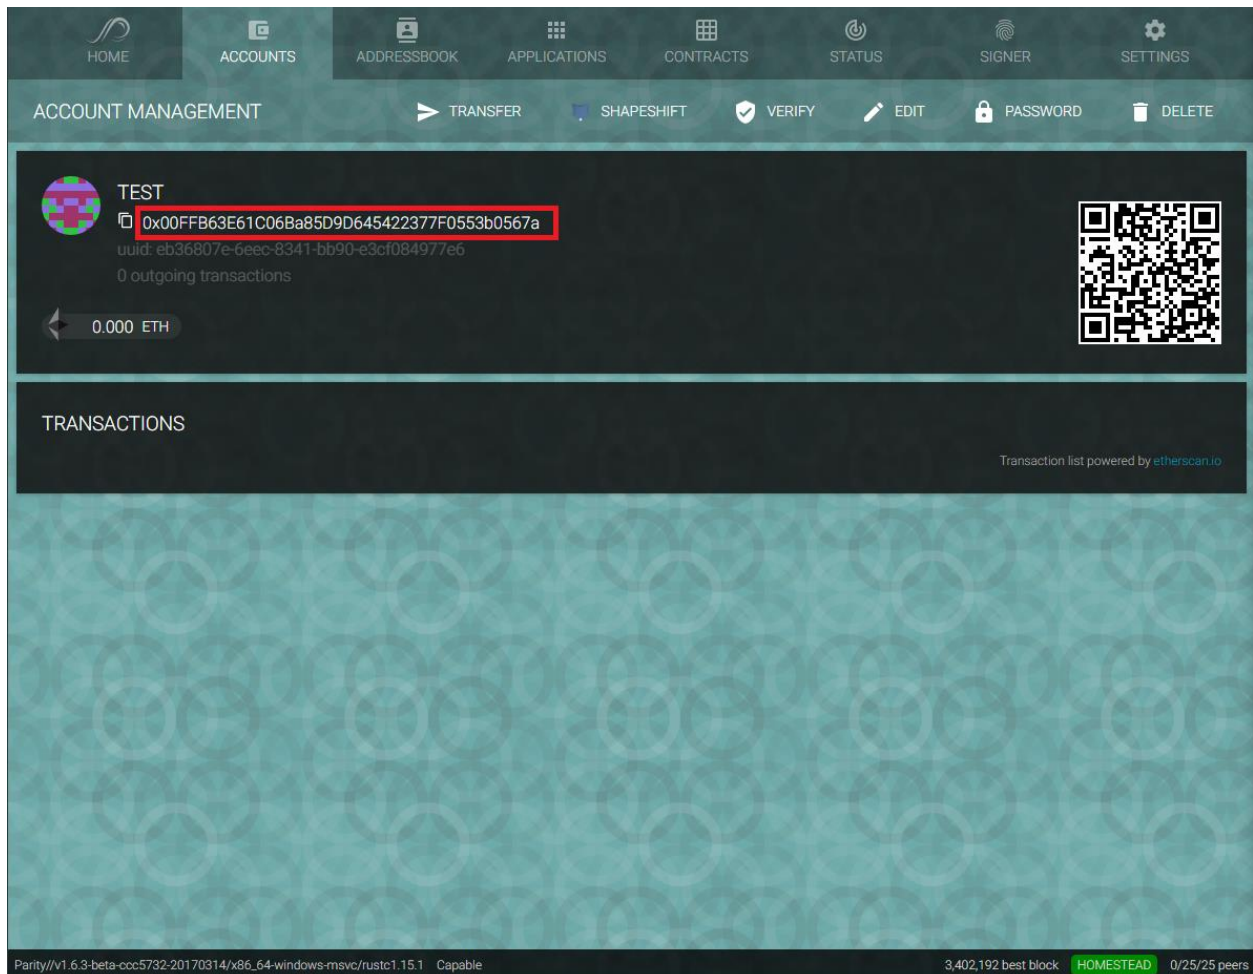 HOME ACCOUNTS ADDRESSBOOK APPLICATIONS CONTRACTS STATUS SIGNER SETTINGS
ACCOUNT MANAGEMENT TRANSFER SHAPESHIFT VERIFY EDIT PASSWORD DELETE
TEST
0x00FFB63E61C06Ba85D9D645422377F0553b0567a
uuid: eb36807e-6eec-8341-bb90-e3cf084977e6
0 outgoing transactions
0.000 ETH
TRANSACTIONS
Transaction list powered by etherscan.io
Parity//v1.6.3-beta-ccc5732-20170314/x86_64-windows-msvc/rustc1.15.1 Capable 3,402,192 best block HOMESTEAD 0/25/25 peers